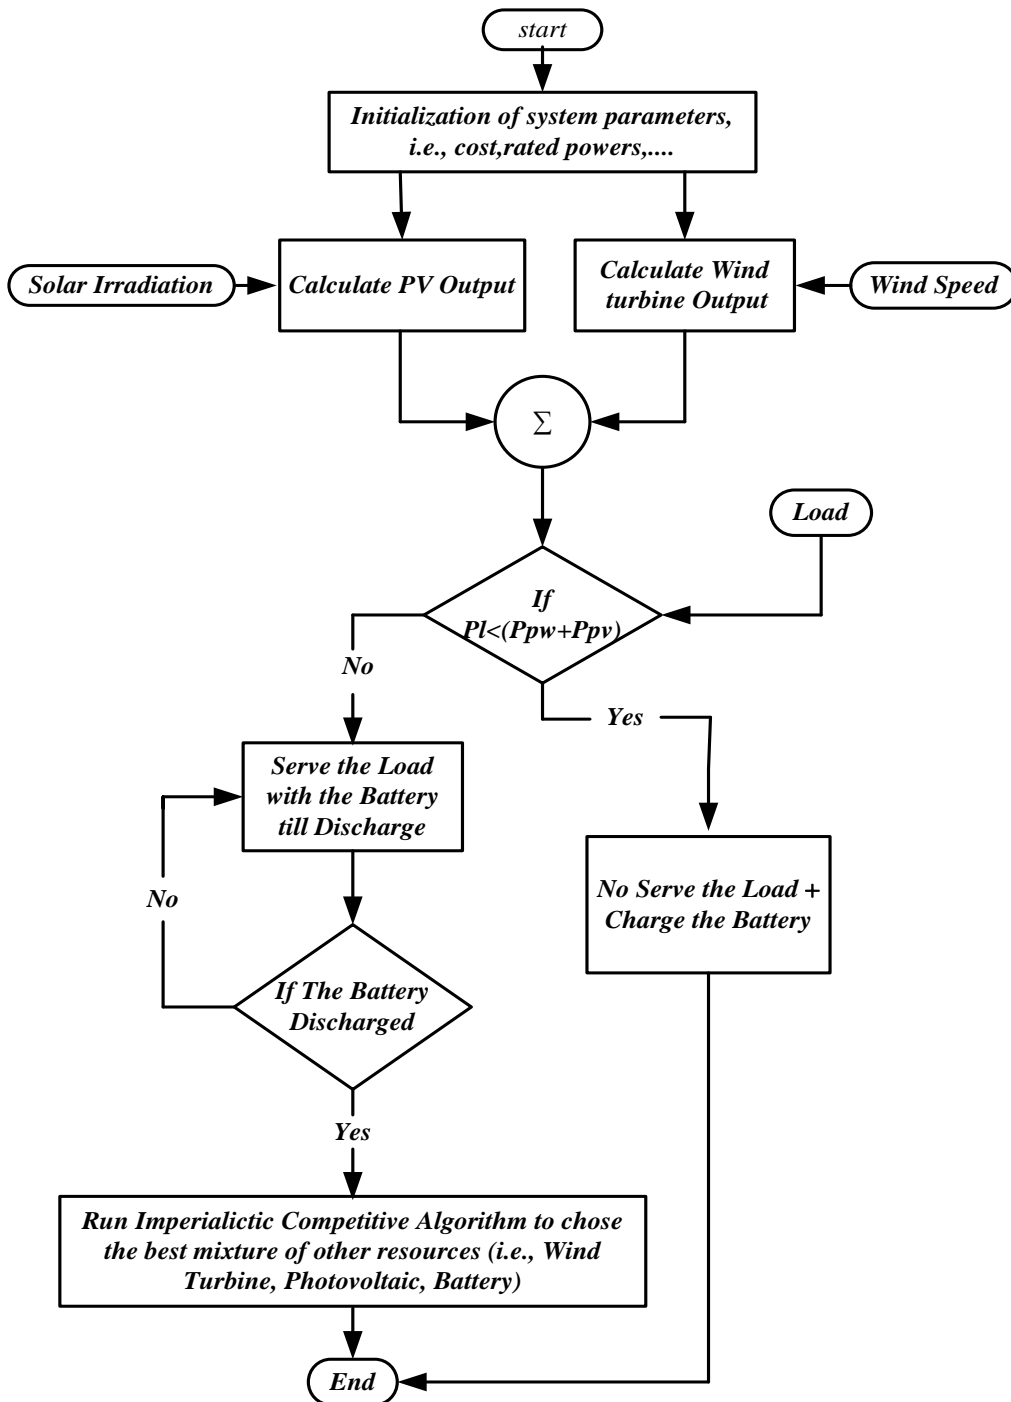 start
Initialization of system parameters,
i.e., cost,rated powers,....
Solar Irradiation
Calculate PV Output
Calculate Wind
turbine Output
Wind Speed
Σ
Load
If
Pl<(Ppw+Ppv)
No
Yes
Serve the Load
with the Battery
till Discharge
No
No Serve the Load +
Charge the Battery
If The Battery
Discharged
Yes
Run Imperialictic Competitive Algorithm to chose
the best mixture of other resources (i.e., Wind
Turbine, Photovoltaic, Battery)
End